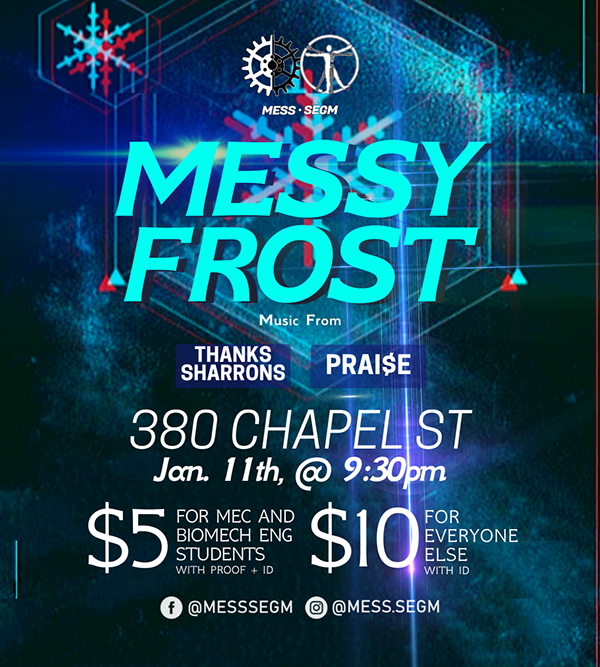 MESS · SÉGM
MESSY
FROST
Music From
THANKS
SHARRONS
PRAI$E
380 CHAPEL ST
Jan. 11th, @ 9:30pm
$5 FOR MEC AND
BIOMECH ENG
STUDENTS
WITH PROOF + ID
$10 FOR
EVERYONE
ELSE
WITH ID
@MESSSEGM @MESS.SEGM